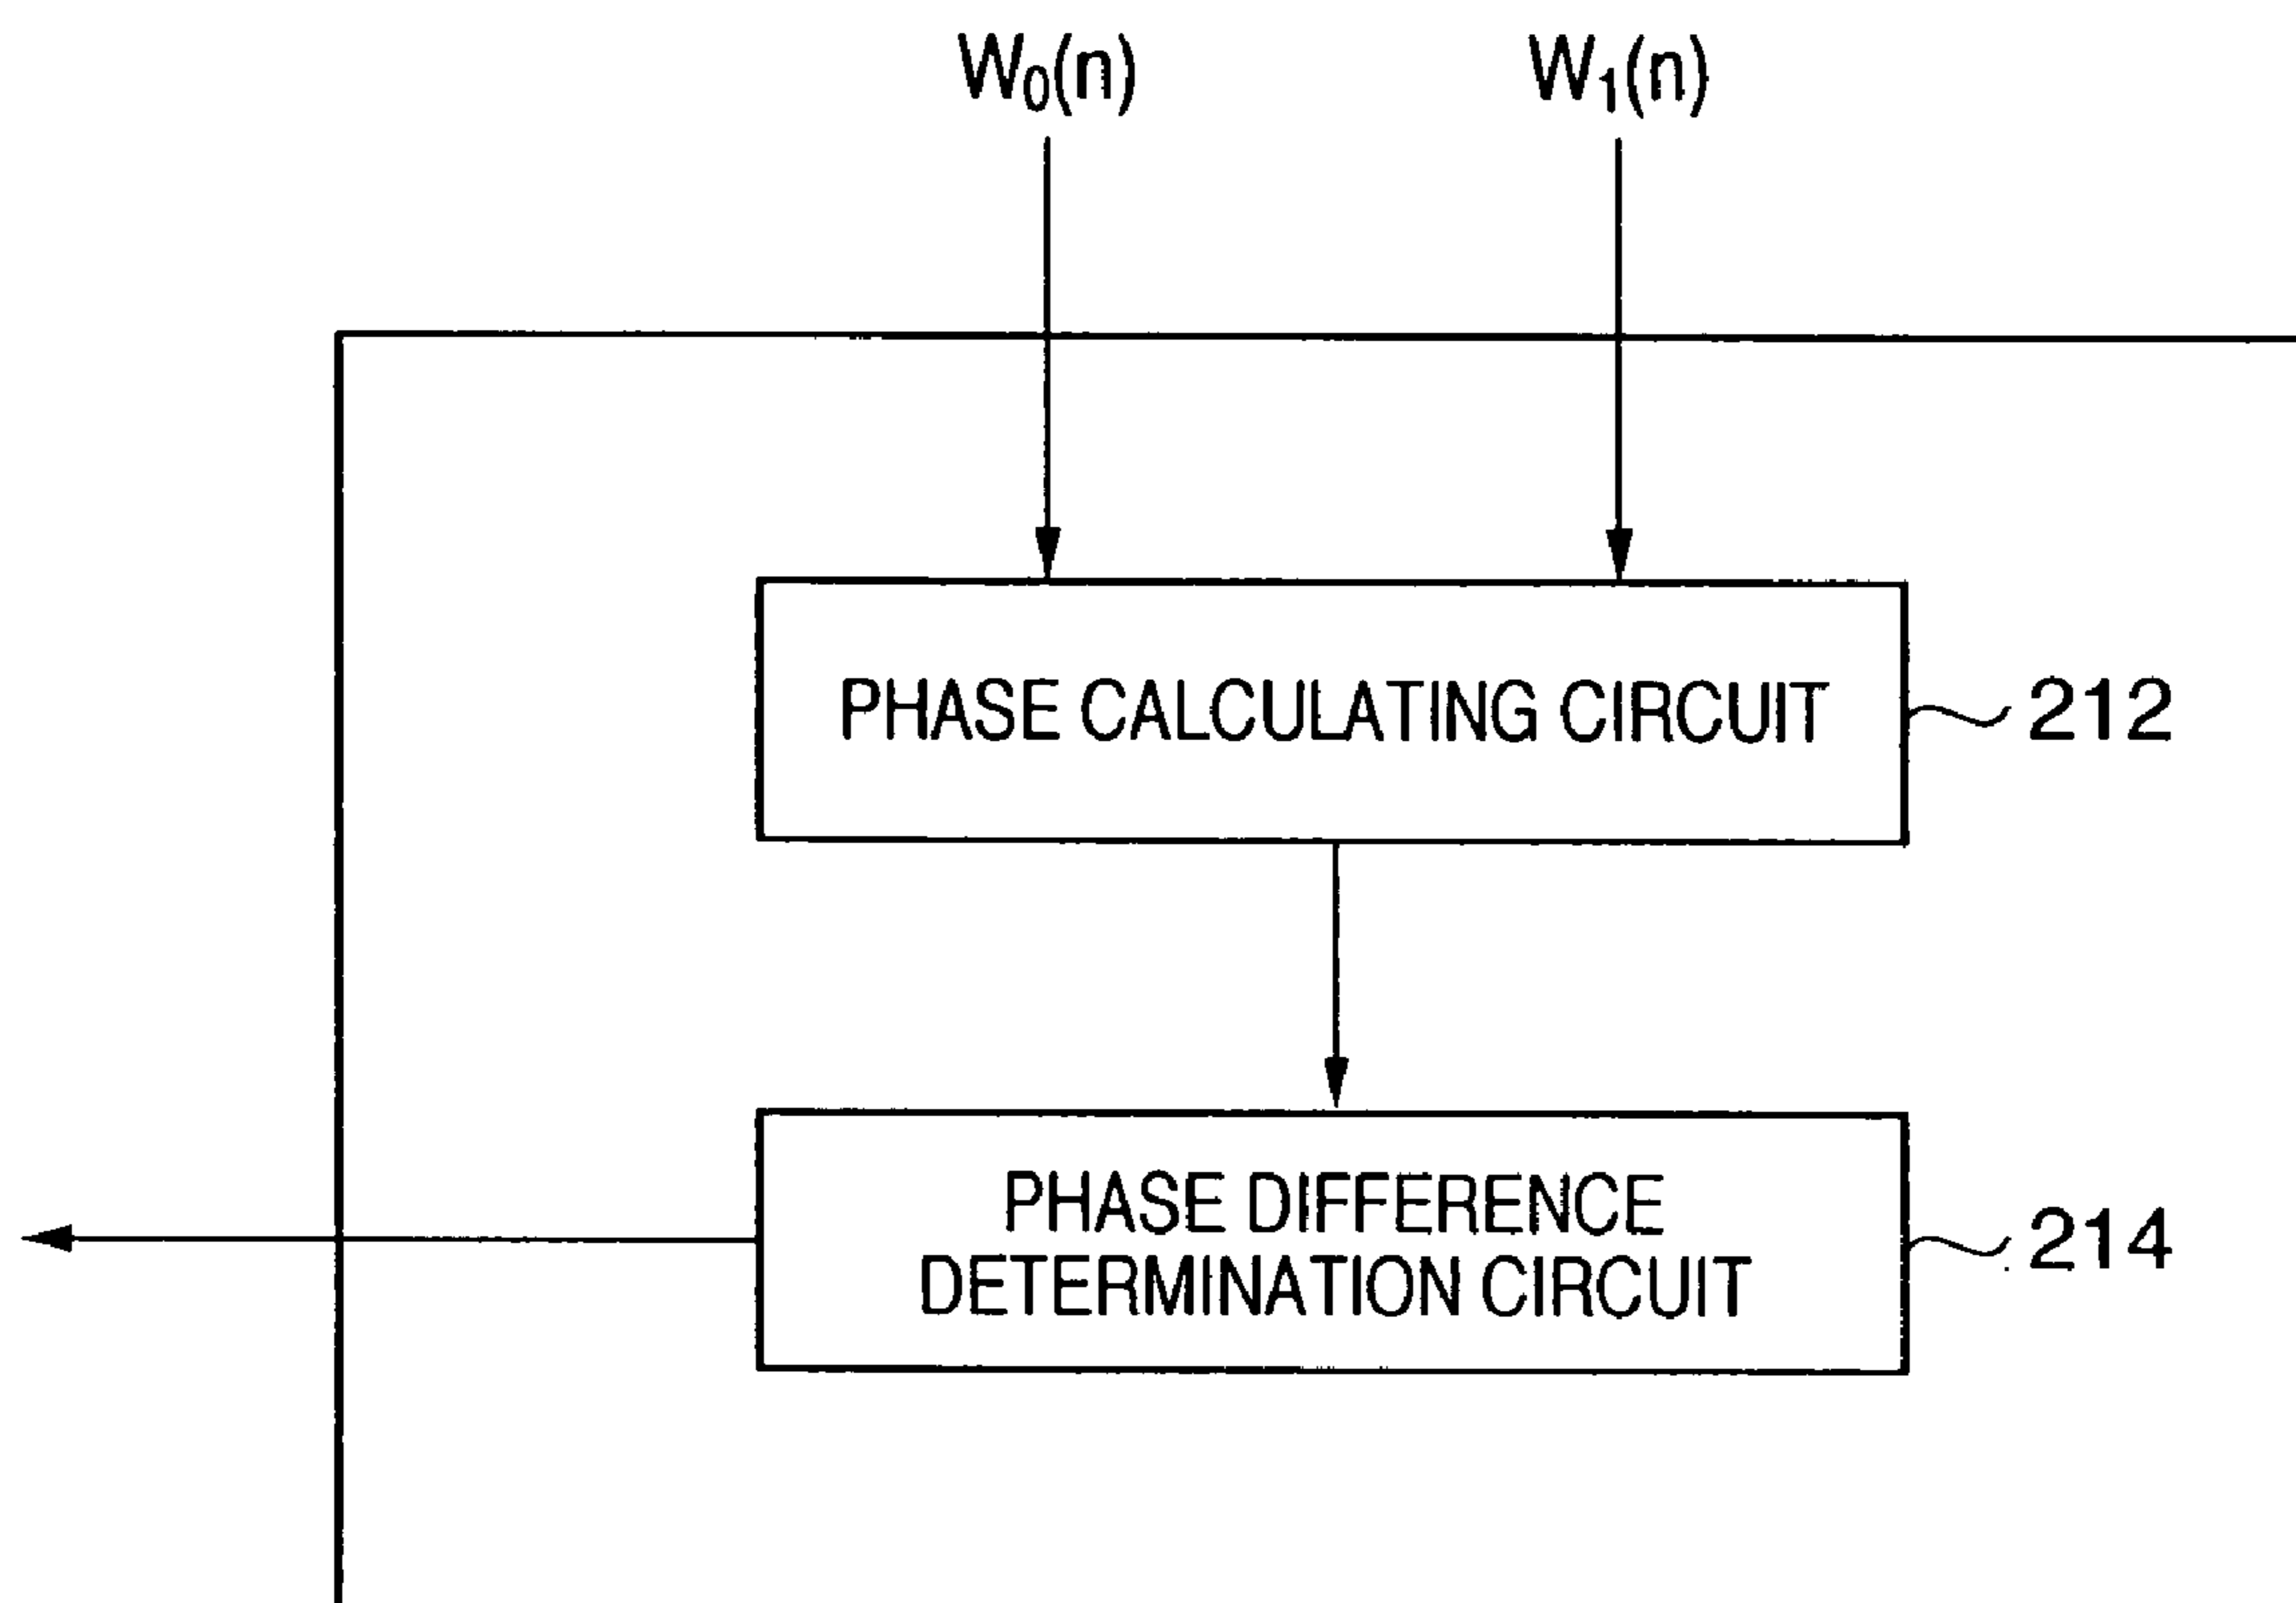 W₀(n) W₁(n)
PHASE CALCULATING CIRCUIT 212
PHASE DIFFERENCE
DETERMINATION CIRCUIT 214